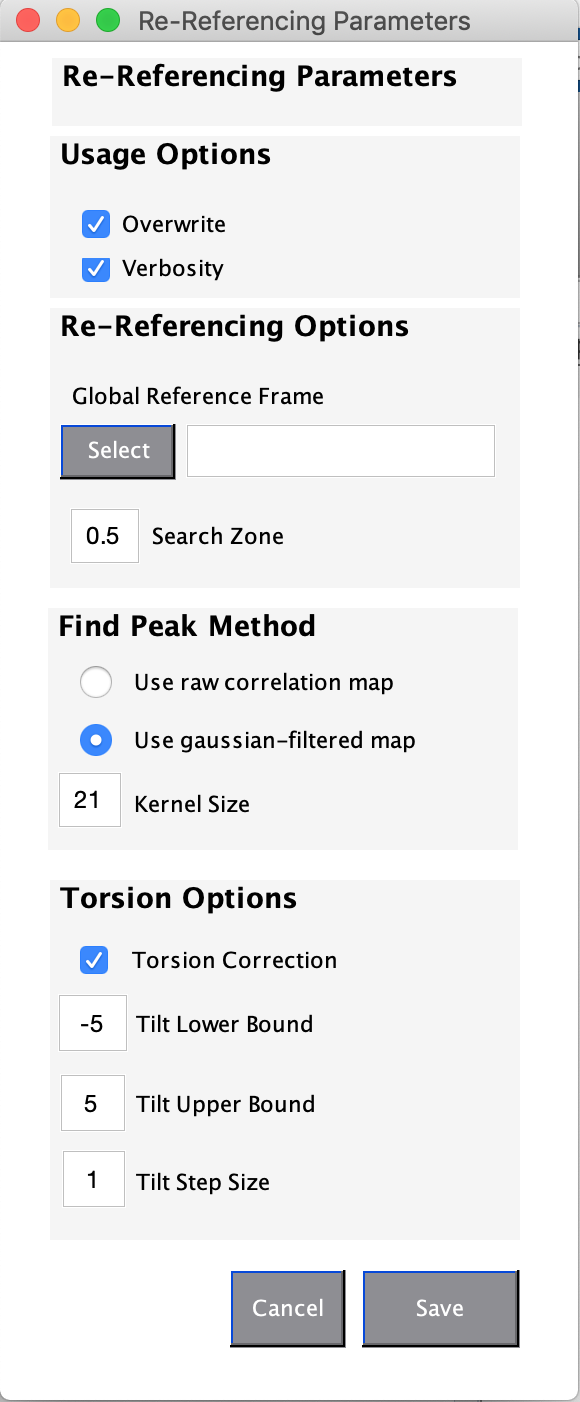 Re-Referencing Parameters
Re-Referencing Parameters
Usage Options
Overwrite
Verbosity
Re-Referencing Options
Global Reference Frame
Select
0.5 Search Zone
Find Peak Method
Use raw correlation map
Use gaussian-filtered map
21 Kernel Size
Torsion Options
Torsion Correction
-5 Tilt Lower Bound
5 Tilt Upper Bound
1 Tilt Step Size
Cancel Save